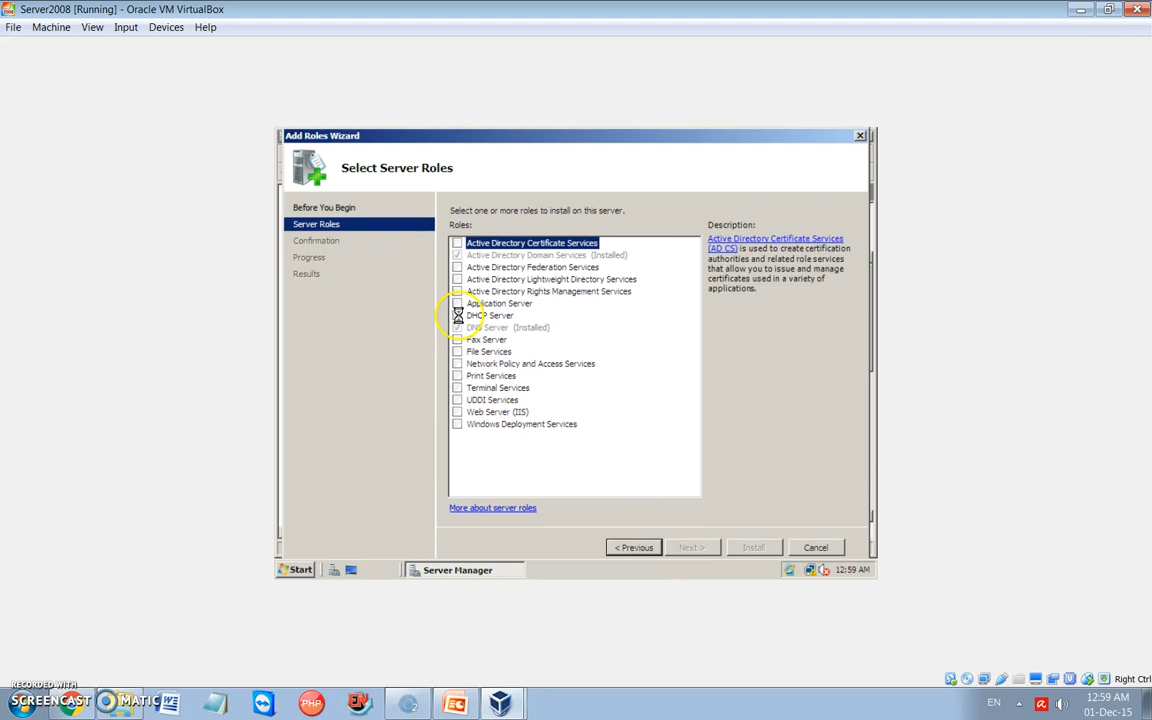 Server2008 [Running] - Oracle VM VirtualBox
File Machine View Input Devices Help
Add Roles Wizard
Select Server Roles
Before You Begin
Server Roles
Confirmation
Progress
Results
Select one or more roles to install on this server.
Roles:
Active Directory Certificate Services
Active Directory Domain Services (Installed)
Active Directory Federation Services
Active Directory Lightweight Directory Services
Active Directory Rights Management Services
Application Server
DHCP Server
DNS Server (Installed)
Fax Server
File Services
Network Policy and Access Services
Print Services
Terminal Services
UDDI Services
Web Server (IIS)
Windows Deployment Services
More about server roles
Description:
Active Directory Certificate Services
(AD CS) is used to create certification
authorities and related role services
that allow you to issue and manage
certificates used in a variety of
applications.
< Previous Next > Install Cancel
Start Server Manager 12:59 AM
Right Ctrl
RECORDED WITH
SCREENCAST MATIC
PHP
EN
EN
12:59 AM
01-Dec-15